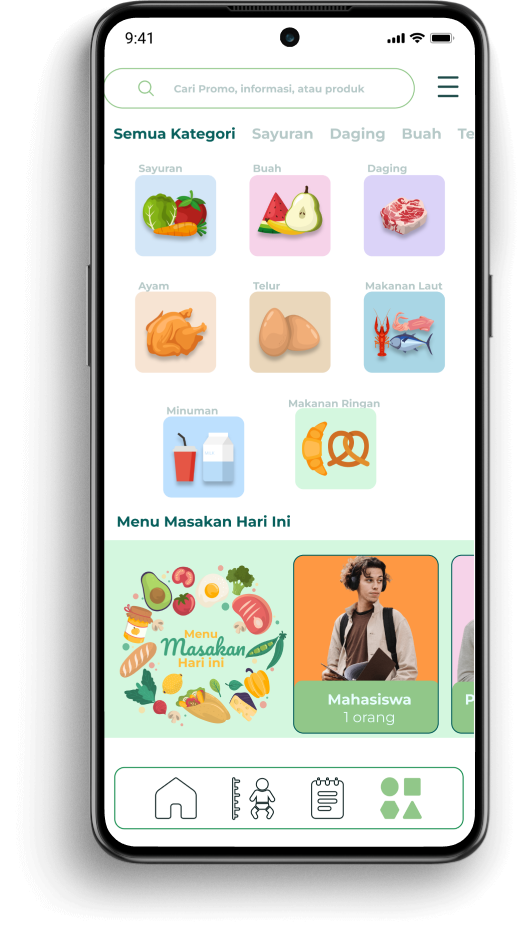 9:41
Cari Promo, informasi, atau produk
Semua Kategori Sayuran Daging Buah Te
Sayuran Buah Daging
Ayam Telur Makanan Laut
Minuman Makanan Ringan
Menu Masakan Hari Ini
Menu
Masakan
Hari ini
Mahasiswa
1 orang
P